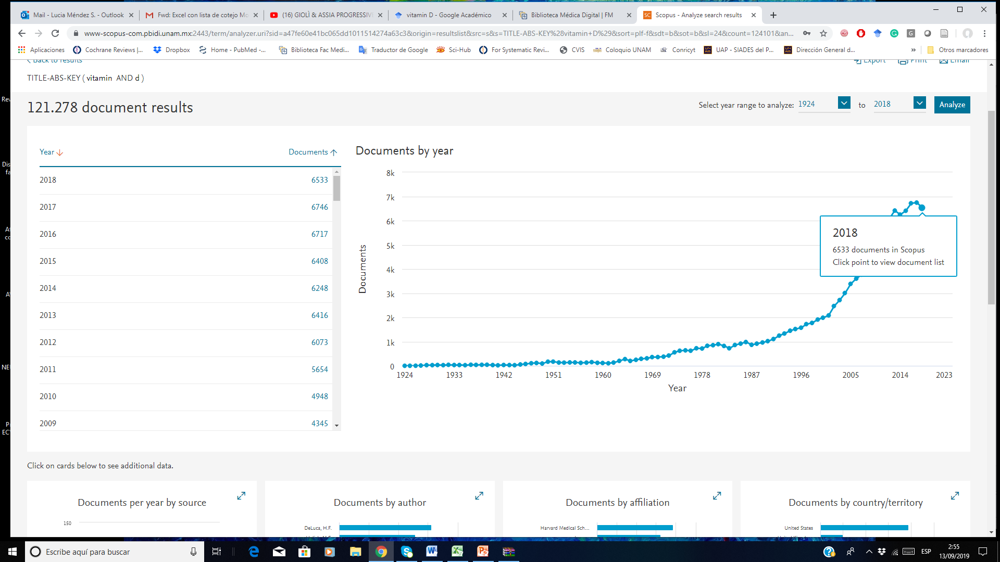 Mail - Lucia Méndez S. - Outlook
Fwd: Excel con lista de cotejo Mo
(16) GIOLÌ & ASSIA PROGRESSIVE
vitamin D - Google Académico
Biblioteca Médica Digital | FM
Scopus - Analyze search results
www-scopus-com.pbidi.unam.mx:2443/term/analyzer.uri?sid=a47fe60e41bc065dd1011514274a63c3&origin=resultslist&src=s&s=TITLE-ABS-KEY%28vitamin+D%29&sort=plf-f&sdt=b&sot=b&sl=24&count=124101&an...
Aplicaciones
Cochrane Reviews |...
Dropbox
Home - PubMed -...
Biblioteca Fac Medi...
Traductor de Google
Sci-Hub
For Systematic Revi...
CVIS
Coloquio UNAM
Conricyt
UAP - SIADES del P...
Dirección General d...
»
Otros marcadores
Back to results
Export
Print
Email
TITLE-ABS-KEY ( vitamin AND d )
121.278 document results
Select year range to analyze: 1924 to 2018 Analyze
Year Documents
2018 6533
2017 6746
2016 6717
2015 6408
2014 6248
2013 6416
2012 6073
2011 5654
2010 4948
2009 4345
Documents by year
8k
7k
6k
5k
4k
3k
2k
1k
0
Documents
1924 1933 1942 1951 1960 1969 1978 1987 1996 2005 2014 2023
Year
2018
6533 documents in Scopus
Click point to view document list
Click on cards below to see additional data.
Documents per year by source
150
Documents by author
DeLuca, H.F.
Documents by affiliation
Harvard Medical Sch...
Documents by country/territory
United States
Escribe aquí para buscar
ESP
2:55
13/09/2019